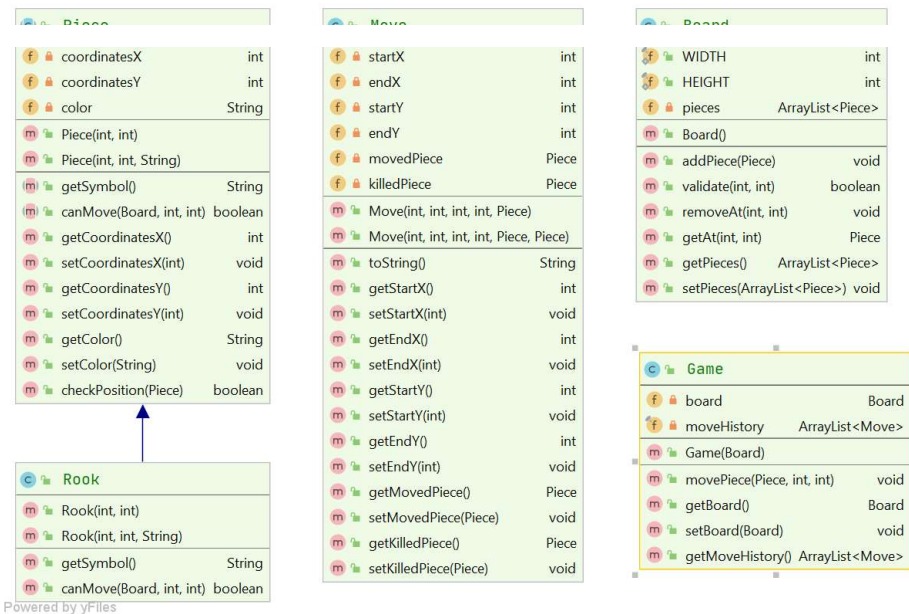 Piece
coordinatesX int
coordinatesY int
color String
Piece(int, int)
Piece(int, int, String)
getSymbol() String
canMove(Board, int, int) boolean
getCoordinatesX() int
setCoordinatesX(int) void
getCoordinatesY() int
setCoordinatesY(int) void
getColor() String
setColor(String) void
checkPosition(Piece) boolean
Rook
Rook(int, int)
Rook(int, int, String)
getSymbol() String
canMove(Board, int, int) boolean
Move
startX int
endX int
startY int
endY int
movedPiece Piece
killedPiece Piece
Move(int, int, int, int, Piece)
Move(int, int, int, int, Piece, Piece)
toString() String
getStartX() int
setStartX(int) void
getEndX() int
setEndX(int) void
getStartY() int
setStartY(int) void
getEndY() int
setEndY(int) void
getMovedPiece() Piece
setMovedPiece(Piece) void
getKilledPiece() Piece
setKilledPiece(Piece) void
Board
WIDTH int
HEIGHT int
pieces ArrayList<Piece>
Board()
addPiece(Piece) void
validate(int, int) boolean
removeAt(int, int) void
getAt(int, int) Piece
getPieces() ArrayList<Piece>
setPieces(ArrayList<Piece>) void
Game
board Board
moveHistory ArrayList<Move>
Game(Board)
movePiece(Piece, int, int) void
getBoard() Board
setBoard(Board) void
getMoveHistory() ArrayList<Move>
Powered by yFiles